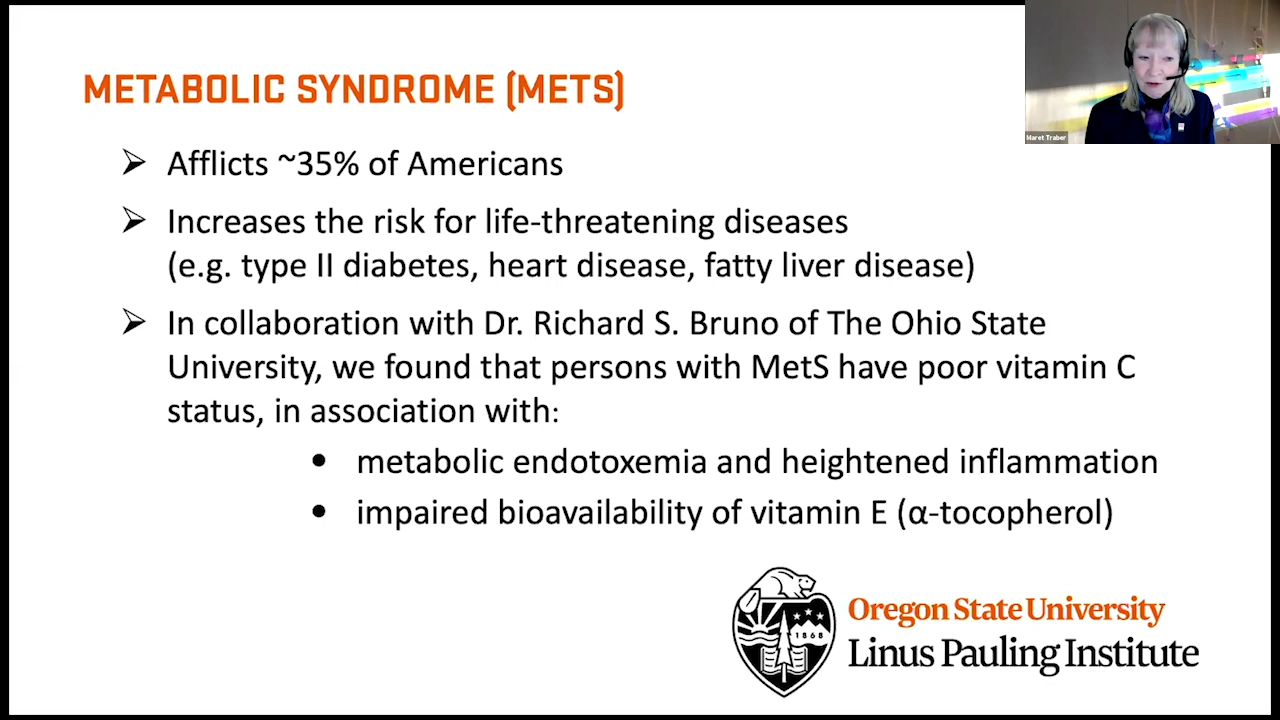 METABOLIC SYNDROME (METS)
Maret Traber
➢ Afflicts ~35% of Americans
➢ Increases the risk for life-threatening diseases
(e.g. type II diabetes, heart disease, fatty liver disease)
➢ In collaboration with Dr. Richard S. Bruno of The Ohio State
University, we found that persons with MetS have poor vitamin C
status, in association with:
• metabolic endotoxemia and heightened inflammation
• impaired bioavailability of vitamin E (α-tocopherol)
1868
Oregon State University
Linus Pauling Institute